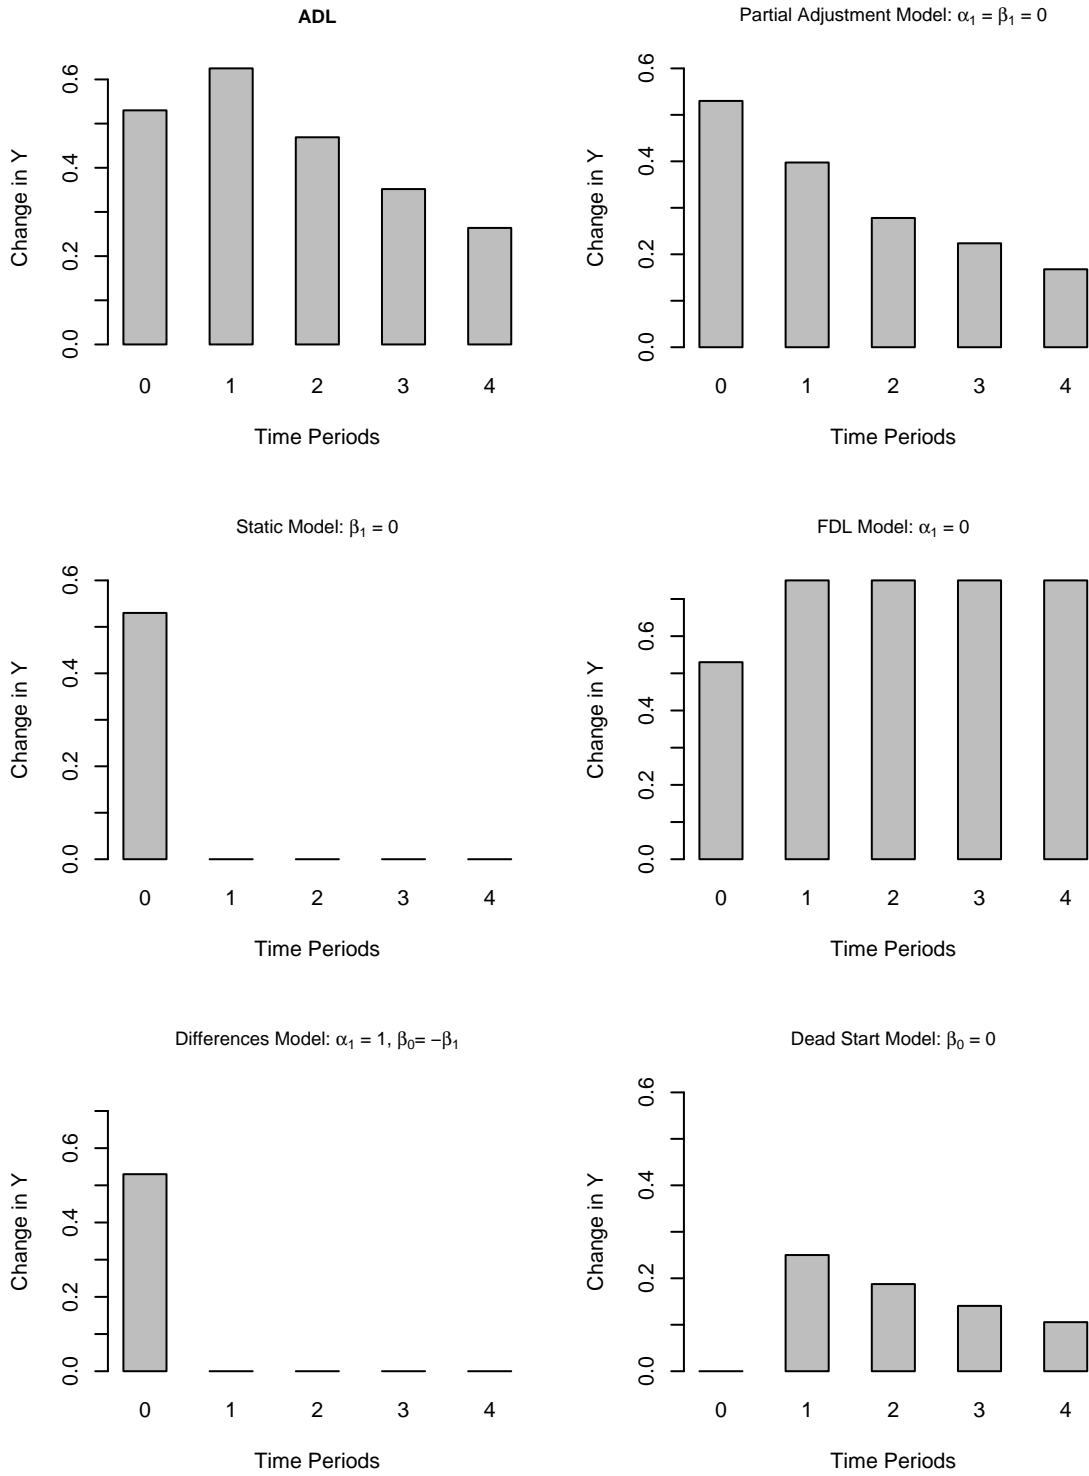 ADL
0.0 0.2 0.4 0.6
Change in Y
0 1 2 3 4
Time Periods
Partial Adjustment Model: α₁ = β₁ = 0
0.0 0.2 0.4 0.6
Change in Y
0 1 2 3 4
Time Periods
Static Model: β₁ = 0
0.0 0.2 0.4 0.6
Change in Y
0 1 2 3 4
Time Periods
FDL Model: α₁ = 0
0.0 0.2 0.4 0.6
Change in Y
0 1 2 3 4
Time Periods
Differences Model: α₁ = 1, β₀= −β₁
0.0 0.2 0.4 0.6
Change in Y
0 1 2 3 4
Time Periods
Dead Start Model: β₀ = 0
0.0 0.2 0.4 0.6
Change in Y
0 1 2 3 4
Time Periods